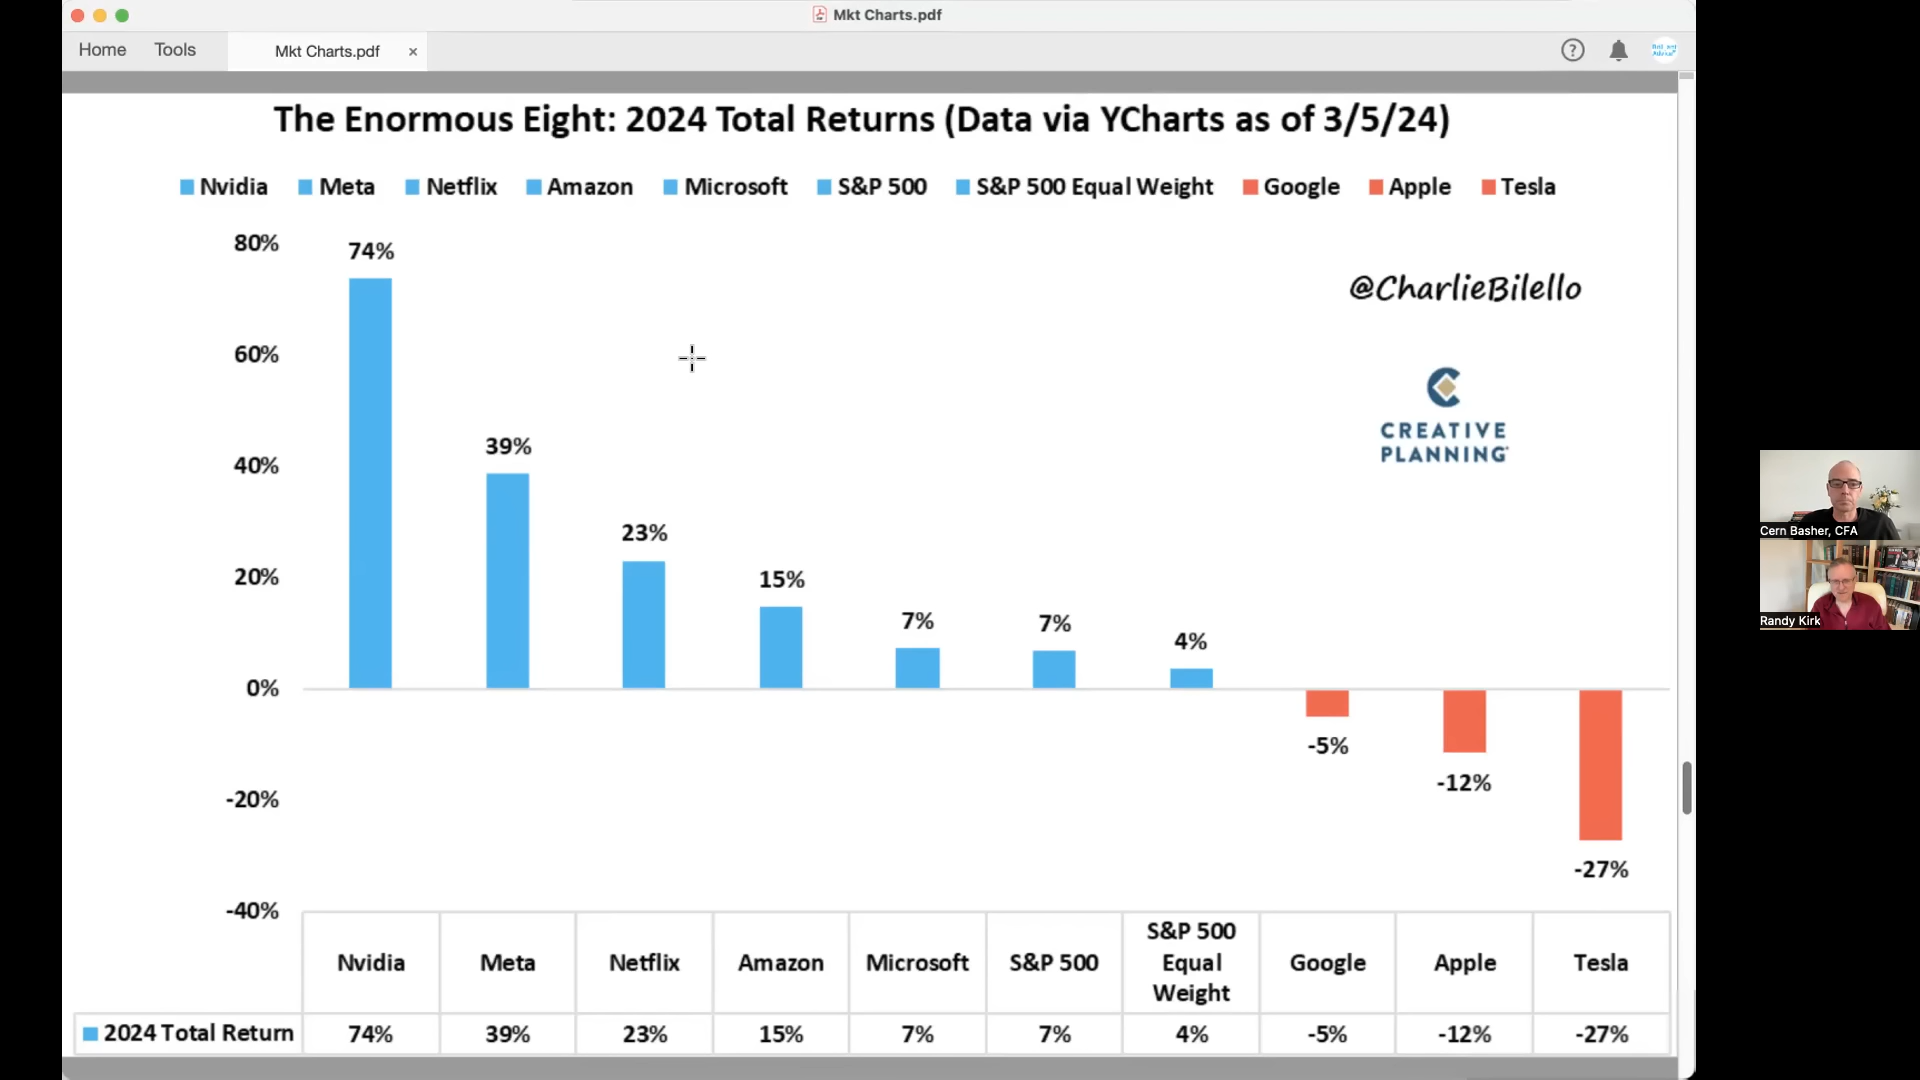 Mkt Charts.pdf
Home Tools Mkt Charts.pdf ×
?
The Enormous Eight: 2024 Total Returns (Data via YCharts as of 3/5/24)
Nvidia Meta Netflix Amazon Microsoft S&P 500 S&P 500 Equal Weight Google Apple Tesla
80%
60%
40%
20%
0%
-20%
-40%
74%
39%
23%
15%
7%
7%
4%
-5%
-12%
-27%
@CharlieBilello
CREATIVE
PLANNING
Nvidia Meta Netflix Amazon Microsoft S&P 500 S&P 500 Equal Weight Google Apple Tesla
2024 Total Return 74% 39% 23% 15% 7% 7% 4% -5% -12% -27%
Cern Basher, CFA
Randy Kirk